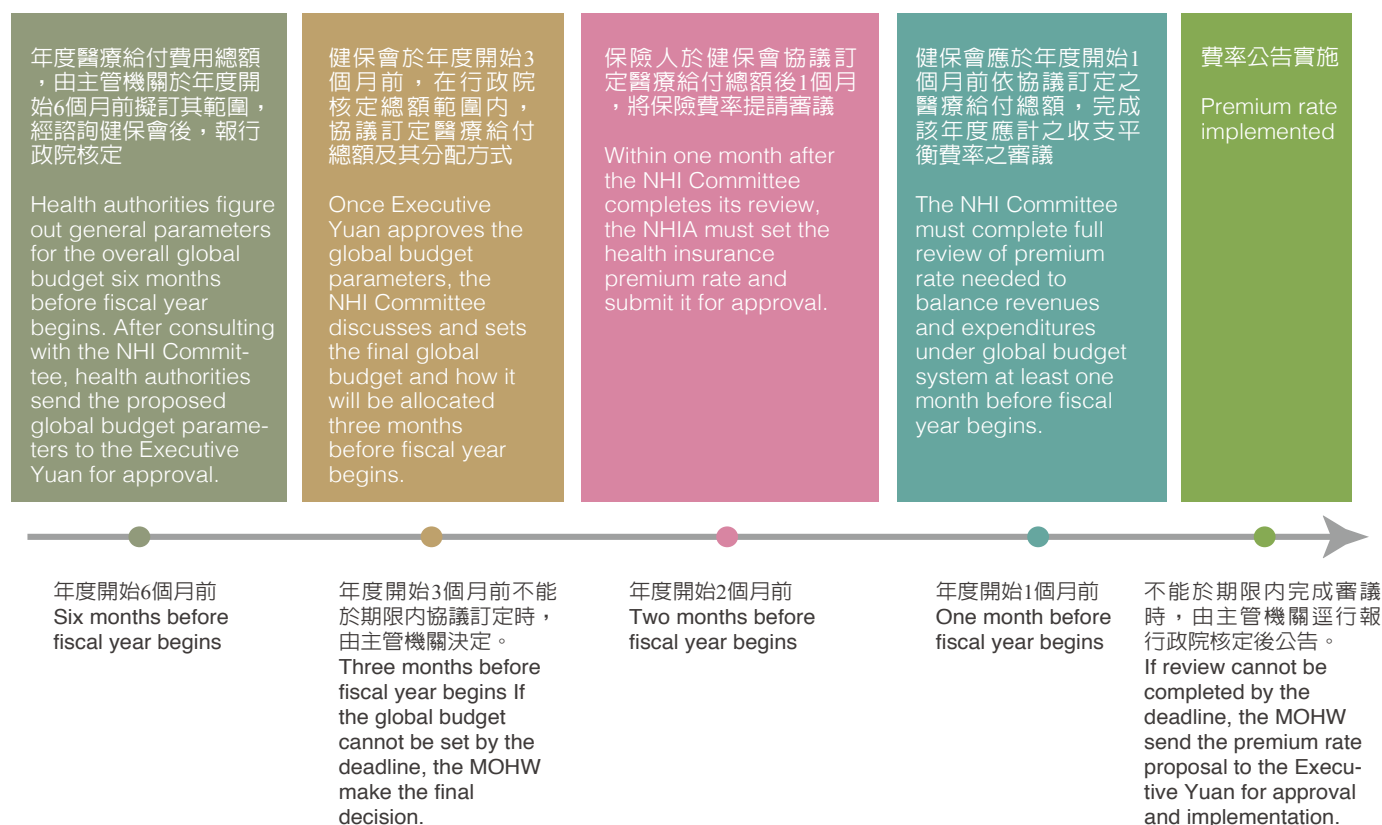 年度醫療給付費用總額
，由主管機關於年度開
始6個月前擬訂其範圍，
經諮詢健保會後，報行
政院核定
Health authorities figure
out general parameters
for the overall global
budget six months
before fiscal year
begins. After consulting
with the NHI Commit-
tee, health authorities
send the proposed
global budget parame-
ters to the Executive
Yuan for approval.
健保會於年度開始3
個月前，在行政院
核定總額範圍內，
協議訂定醫療給付
總額及其分配方式
Once Executive
Yuan approves the
global budget
parameters, the
NHI Committee
discusses and sets
the final global
budget and how it
will be allocated
three months
before fiscal year
begins.
保險人於健保會協議訂
定醫療給付總額後1個月
，將保險費率提請審議
Within one month after
the NHI Committee
completes its review,
the NHIA must set the
health insurance
premium rate and
submit it for approval.
健保會應於年度開始1
個月前依協議訂定之
醫療給付總額，完成
該年度應計之收支平
衡費率之審議
The NHI Committee
must complete full
review of premium
rate needed to
balance revenues
and expenditures
under global budget
system at least one
month before fiscal
year begins.
費率公告實施
Premium rate
implemented
年度開始6個月前
Six months before
fiscal year begins
年度開始3個月前不能
於期限內協議訂定時，
由主管機關決定。
Three months before
fiscal year begins If
the global budget
cannot be set by the
deadline, the MOHW
make the final
decision.
年度開始2個月前
Two months before
fiscal year begins
年度開始1個月前
One month before
fiscal year begins
不能於期限內完成審議
時，由主管機關逕行報
行政院核定後公告。
If review cannot be
completed by the
deadline, the MOHW
send the premium rate
proposal to the Execu-
tive Yuan for approval
and implementation.